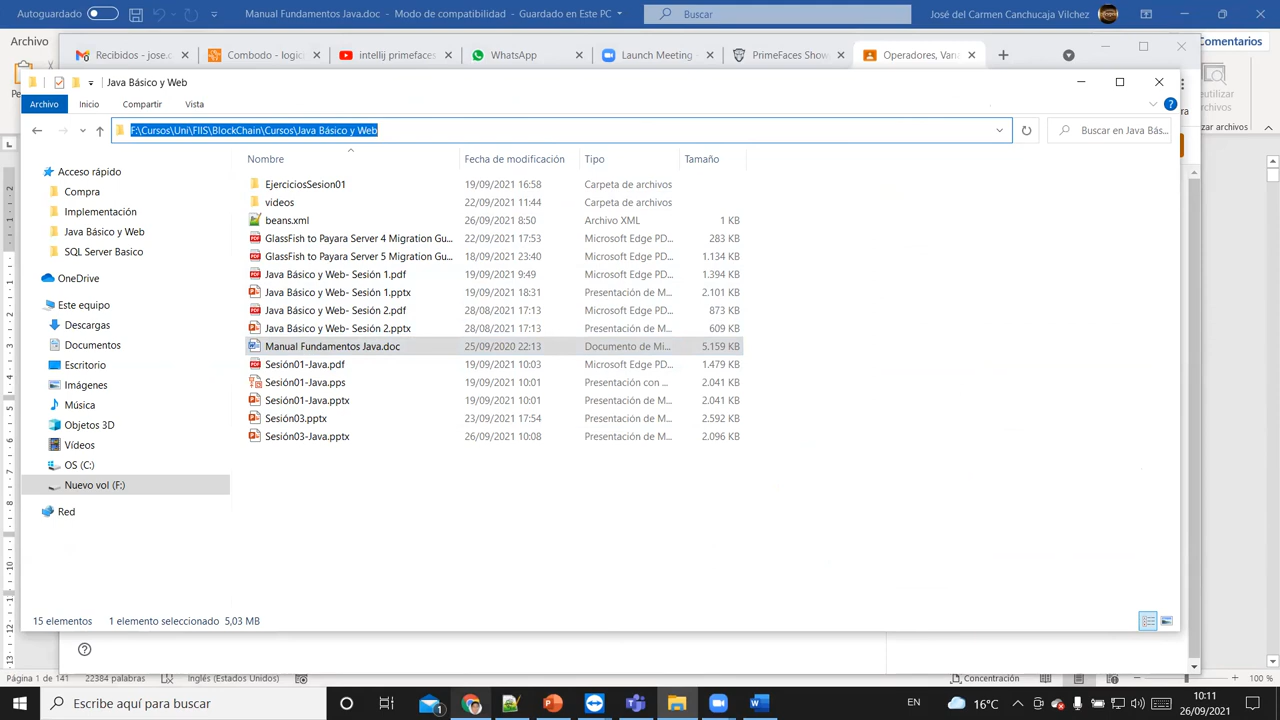 Autoguardado
Manual Fundamentos Java.doc - Modo de compatibilidad - Guardado en Este PC
Buscar
José del Carmen Canchucaja Vilchez
Archivo
Comentarios
Recibidos - jose.c
Combodo - logic
intellij primefaces
WhatsApp
Launch Meeting -
PrimeFaces Show
Operadores, Varia
Java Básico y Web
Archivo
Inicio
Compartir
Vista
F:\Cursos\Uni\FIIS\BlockChain\Cursos\Java Básico y Web
Buscar en Java Bás...
Nombre
Fecha de modificación
Tipo
Tamaño
Acceso rápido
Compra
Implementación
Java Básico y Web
SQL Server Basico
OneDrive
Este equipo
Descargas
Documentos
Escritorio
Imágenes
Música
Objetos 3D
Vídeos
OS (C:)
Nuevo vol (F:)
Red
EjerciciosSesion01 19/09/2021 16:58 Carpeta de archivos
videos 22/09/2021 11:44 Carpeta de archivos
beans.xml 26/09/2021 8:50 Archivo XML 1 KB
GlassFish to Payara Server 4 Migration Gu... 22/09/2021 17:53 Microsoft Edge PD... 283 KB
GlassFish to Payara Server 5 Migration Gu... 18/09/2021 23:40 Microsoft Edge PD... 1.134 KB
Java Básico y Web- Sesión 1.pdf 19/09/2021 9:49 Microsoft Edge PD... 1.394 KB
Java Básico y Web- Sesión 1.pptx 19/09/2021 18:31 Presentación de M... 2.101 KB
Java Básico y Web- Sesión 2.pdf 28/08/2021 17:13 Microsoft Edge PD... 873 KB
Java Básico y Web- Sesión 2.pptx 28/08/2021 17:13 Presentación de M... 609 KB
Manual Fundamentos Java.doc 25/09/2020 22:13 Documento de Mi... 5.159 KB
Sesión01-Java.pdf 19/09/2021 10:03 Microsoft Edge PD... 1.479 KB
Sesión01-Java.pps 19/09/2021 10:01 Presentación con ... 2.041 KB
Sesión01-Java.pptx 19/09/2021 10:01 Presentación de M... 2.041 KB
Sesión03.pptx 23/09/2021 17:54 Presentación de M... 2.592 KB
Sesión03-Java.pptx 26/09/2021 10:08 Presentación de M... 2.096 KB
15 elementos
1 elemento seleccionado 5,03 MB
Página 1 de 141
22384 palabras
Inglés (Estados Unidos)
Concentración
100 %
Escribe aquí para buscar
EN
16°C
10:11
26/09/2021